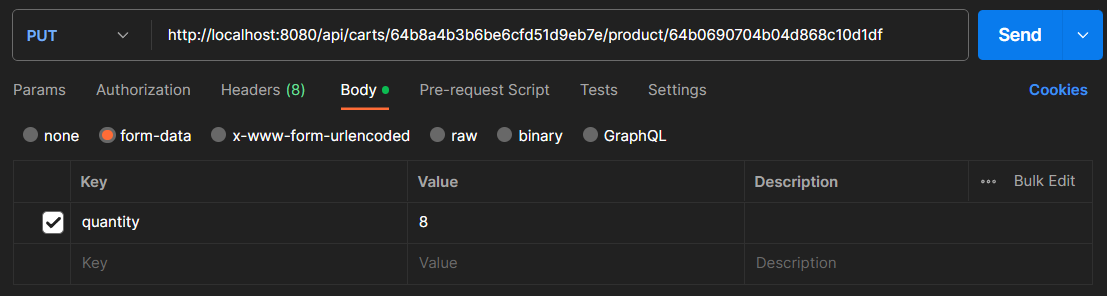 PUT http://localhost:8080/api/carts/64b8a4b3b6be6cfd51d9eb7e/product/64b0690704b04d868c10d1df Send
Params Authorization Headers (8) Body Pre-request Script Tests Settings Cookies
none form-data x-www-form-urlencoded raw binary GraphQL
Key Value Description Bulk Edit
quantity 8
Key Value Description